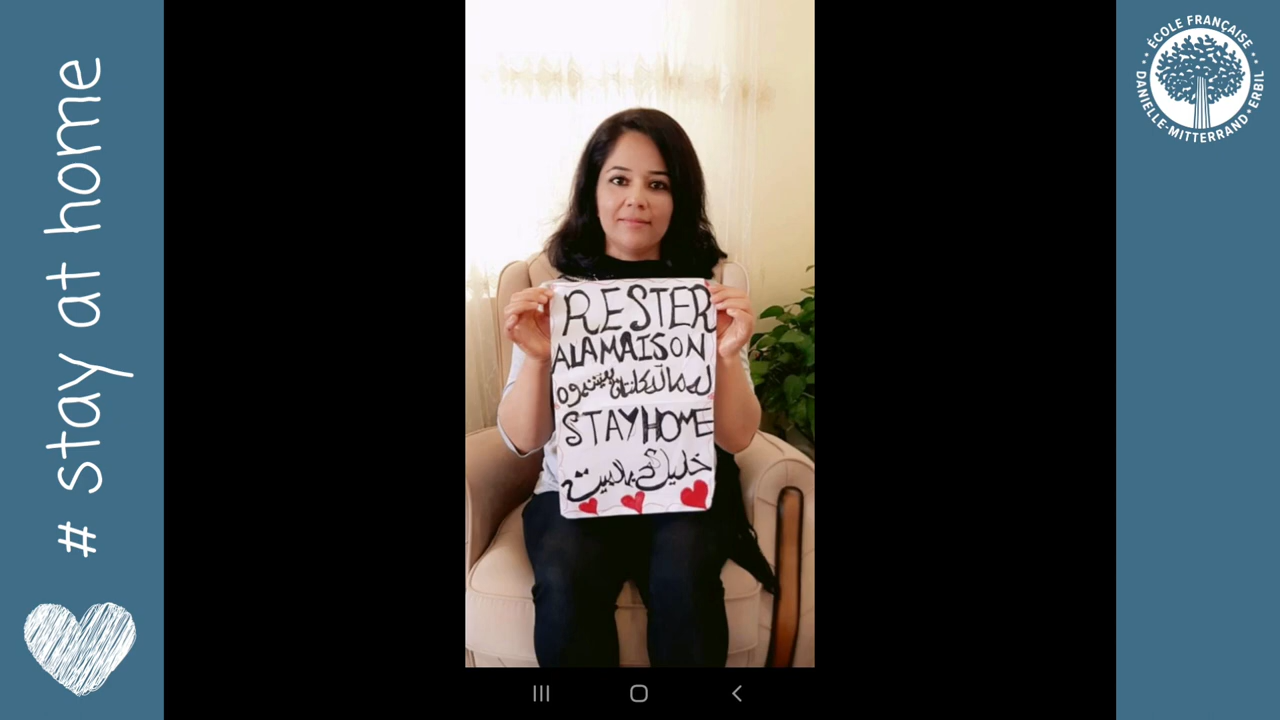 # stay at home
RESTER
ALAMAISON
لە ماڵەکانتان بمێننەوە
STAYHOME
خليك بالبيت
ÉCOLE FRANÇAISE
DANIELLE-MITTERRAND • ERBIL